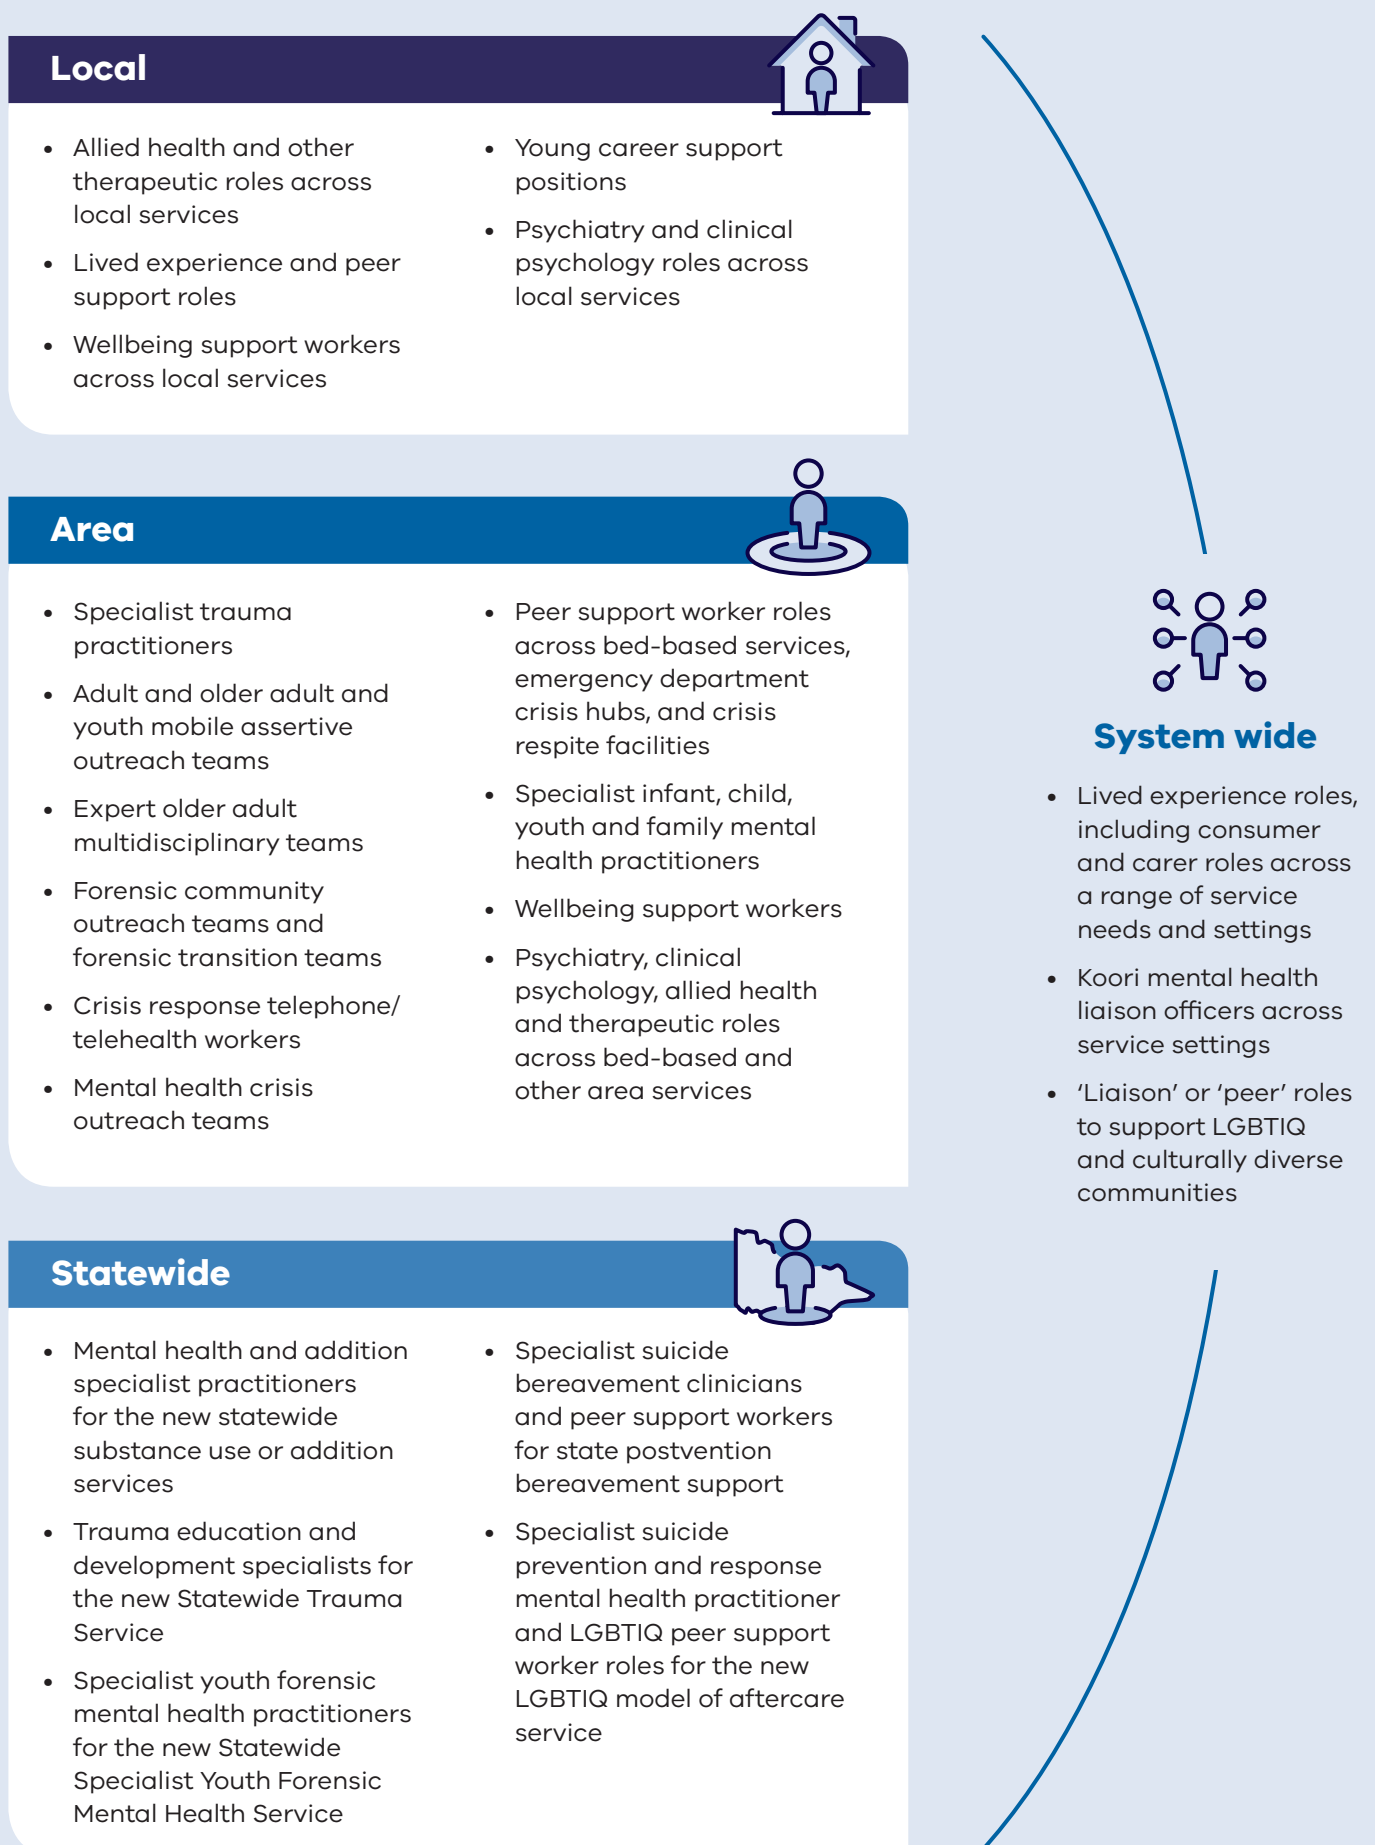 Local
• Allied health and other
therapeutic roles across
local services
• Lived experience and peer
support roles
• Wellbeing support workers
across local services
• Young career support
positions
• Psychiatry and clinical
psychology roles across
local services
Area
• Specialist trauma
practitioners
• Adult and older adult and
youth mobile assertive
outreach teams
• Expert older adult
multidisciplinary teams
• Forensic community
outreach teams and
forensic transition teams
• Crisis response telephone/
telehealth workers
• Mental health crisis
outreach teams
• Peer support worker roles
across bed-based services,
emergency department
crisis hubs, and crisis
respite facilities
• Specialist infant, child,
youth and family mental
health practitioners
• Wellbeing support workers
• Psychiatry, clinical
psychology, allied health
and therapeutic roles
across bed-based and
other area services
Statewide
• Mental health and addition
specialist practitioners
for the new statewide
substance use or addition
services
• Trauma education and
development specialists for
the new Statewide Trauma
Service
• Specialist youth forensic
mental health practitioners
for the new Statewide
Specialist Youth Forensic
Mental Health Service
• Specialist suicide
bereavement clinicians
and peer support workers
for state postvention
bereavement support
• Specialist suicide
prevention and response
mental health practitioner
and LGBTIQ peer support
worker roles for the new
LGBTIQ model of aftercare
service
System wide
• Lived experience roles,
including consumer
and carer roles across
a range of service
needs and settings
• Koori mental health
liaison officers across
service settings
• ‘Liaison’ or ‘peer’ roles
to support LGBTIQ
and culturally diverse
communities